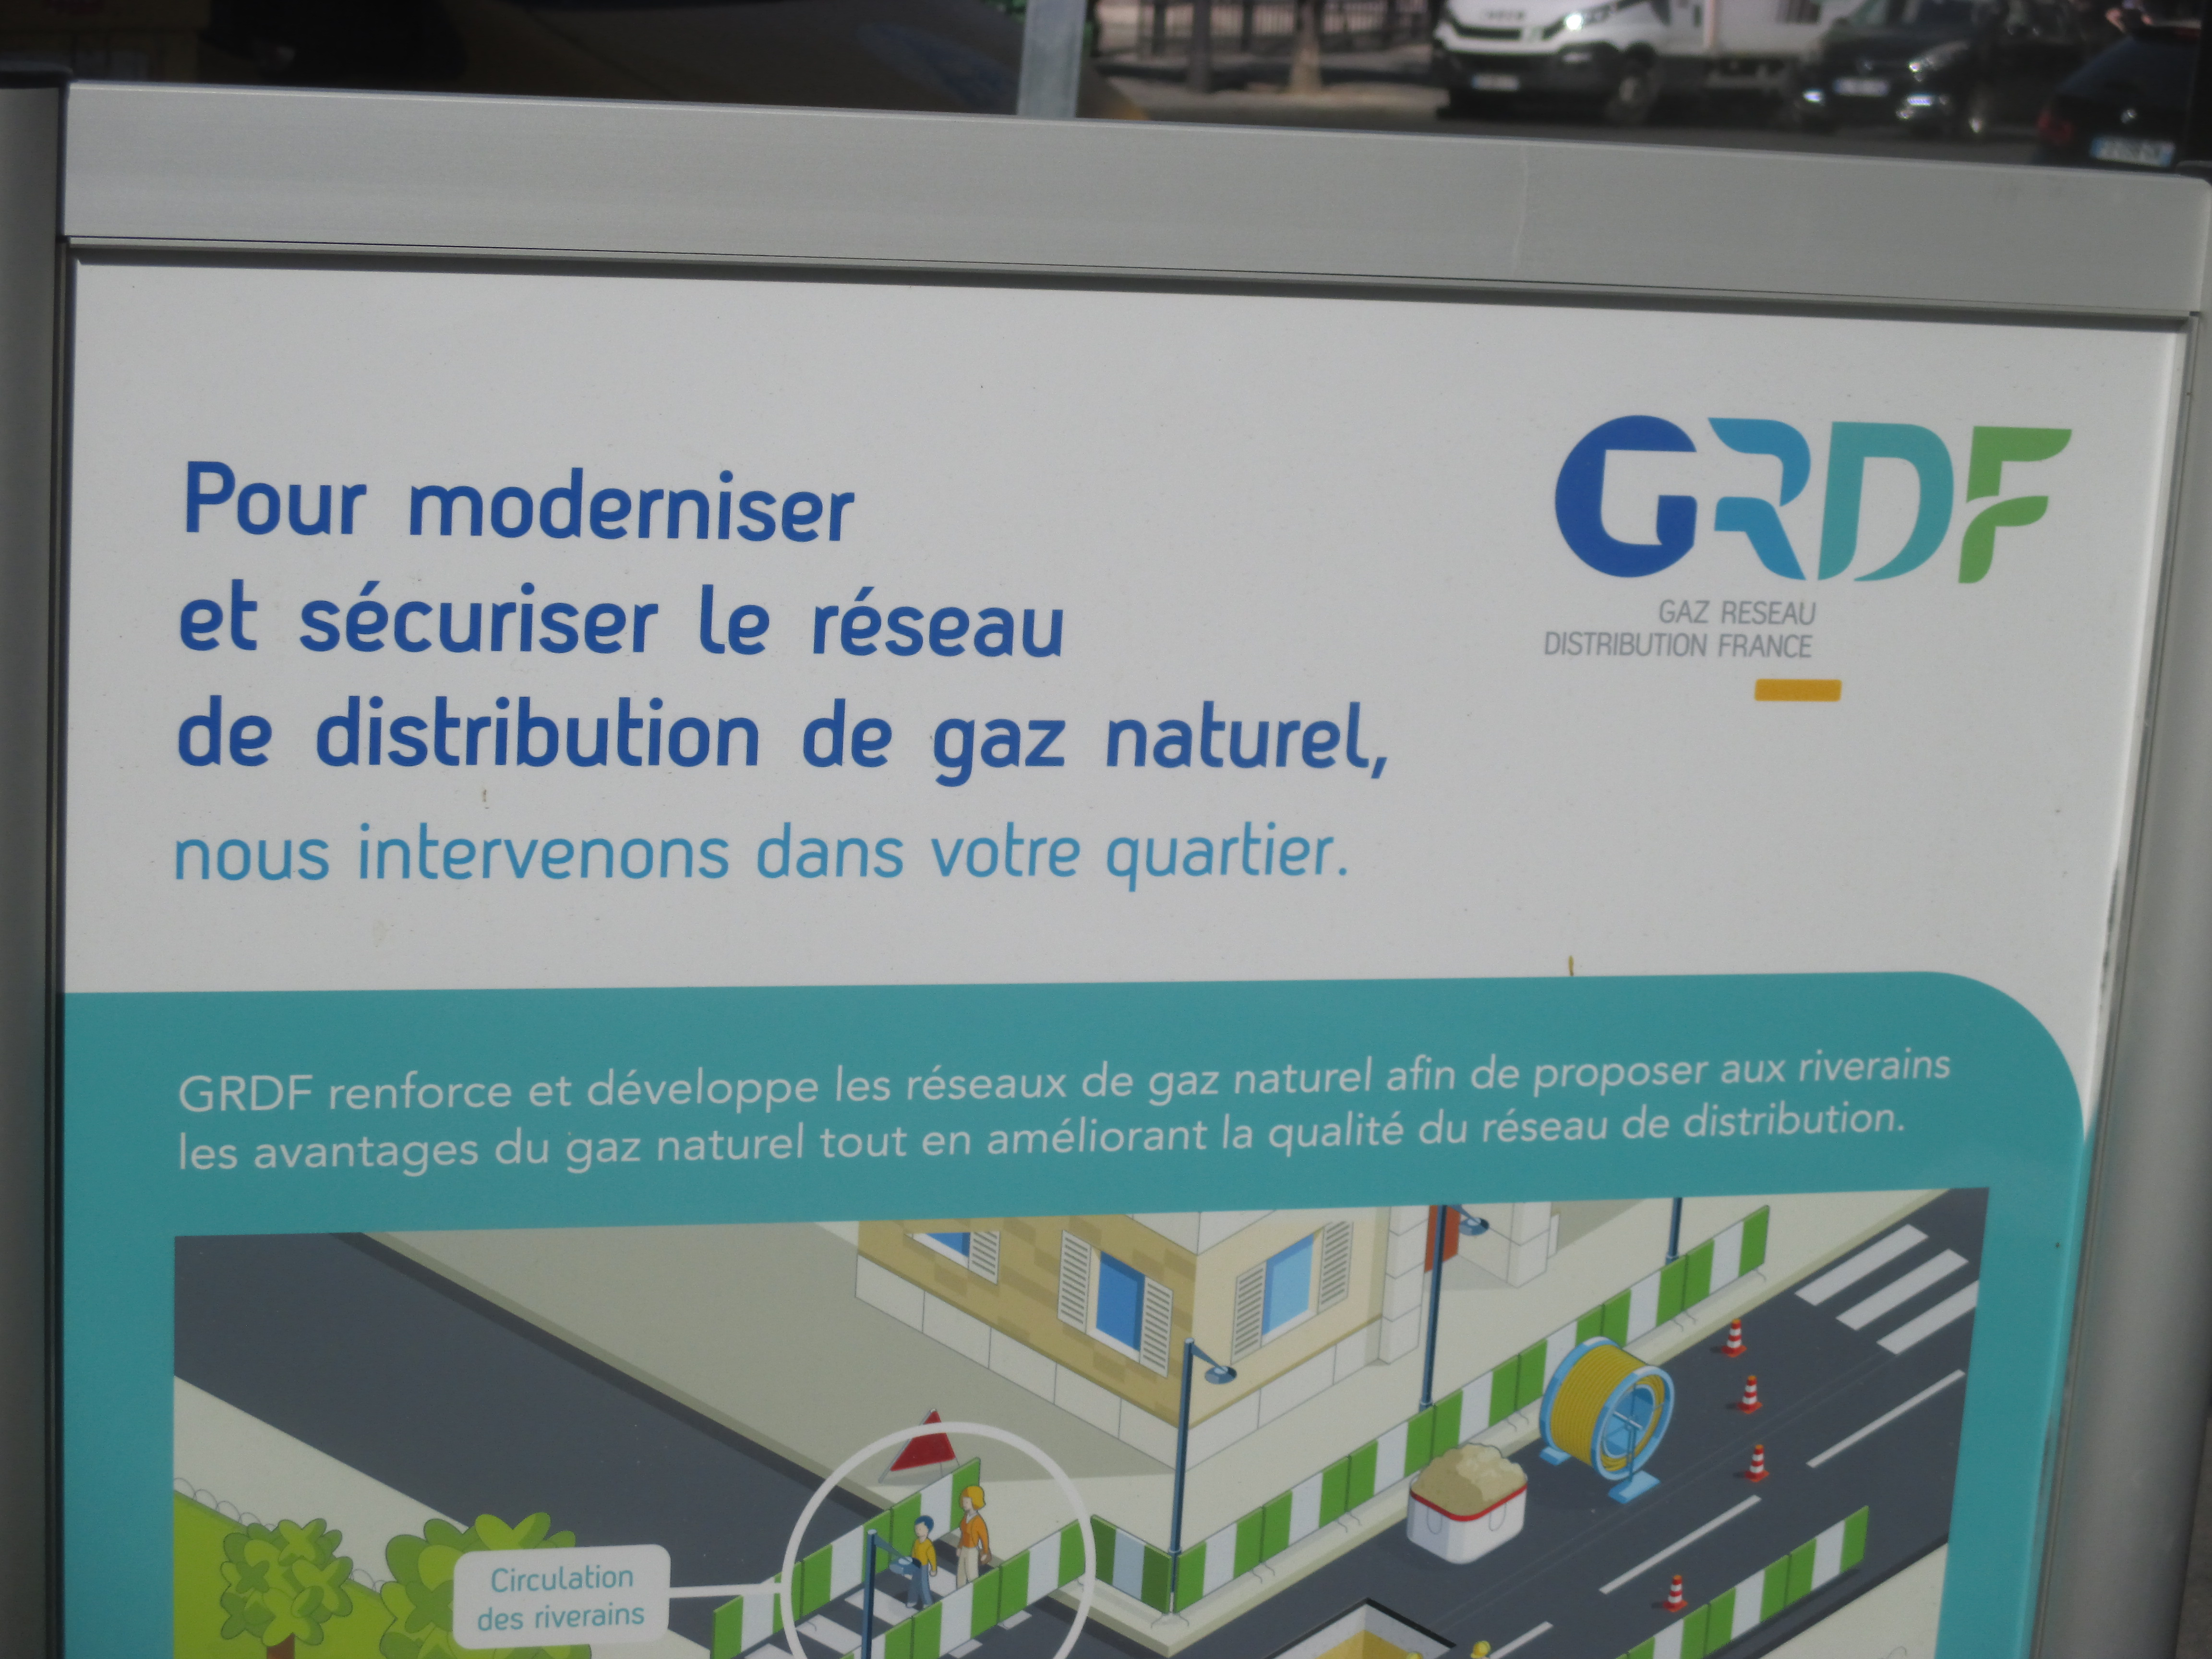 Pour moderniser
et sécuriser le réseau
de distribution de gaz naturel,
nous intervenons dans votre quartier.
GRDF
GAZ RESEAU
DISTRIBUTION FRANCE
GRDF renforce et développe les réseaux de gaz naturel afin de proposer aux riverains
les avantages du gaz naturel tout en améliorant la qualité du réseau de distribution.
Circulation
des riverains